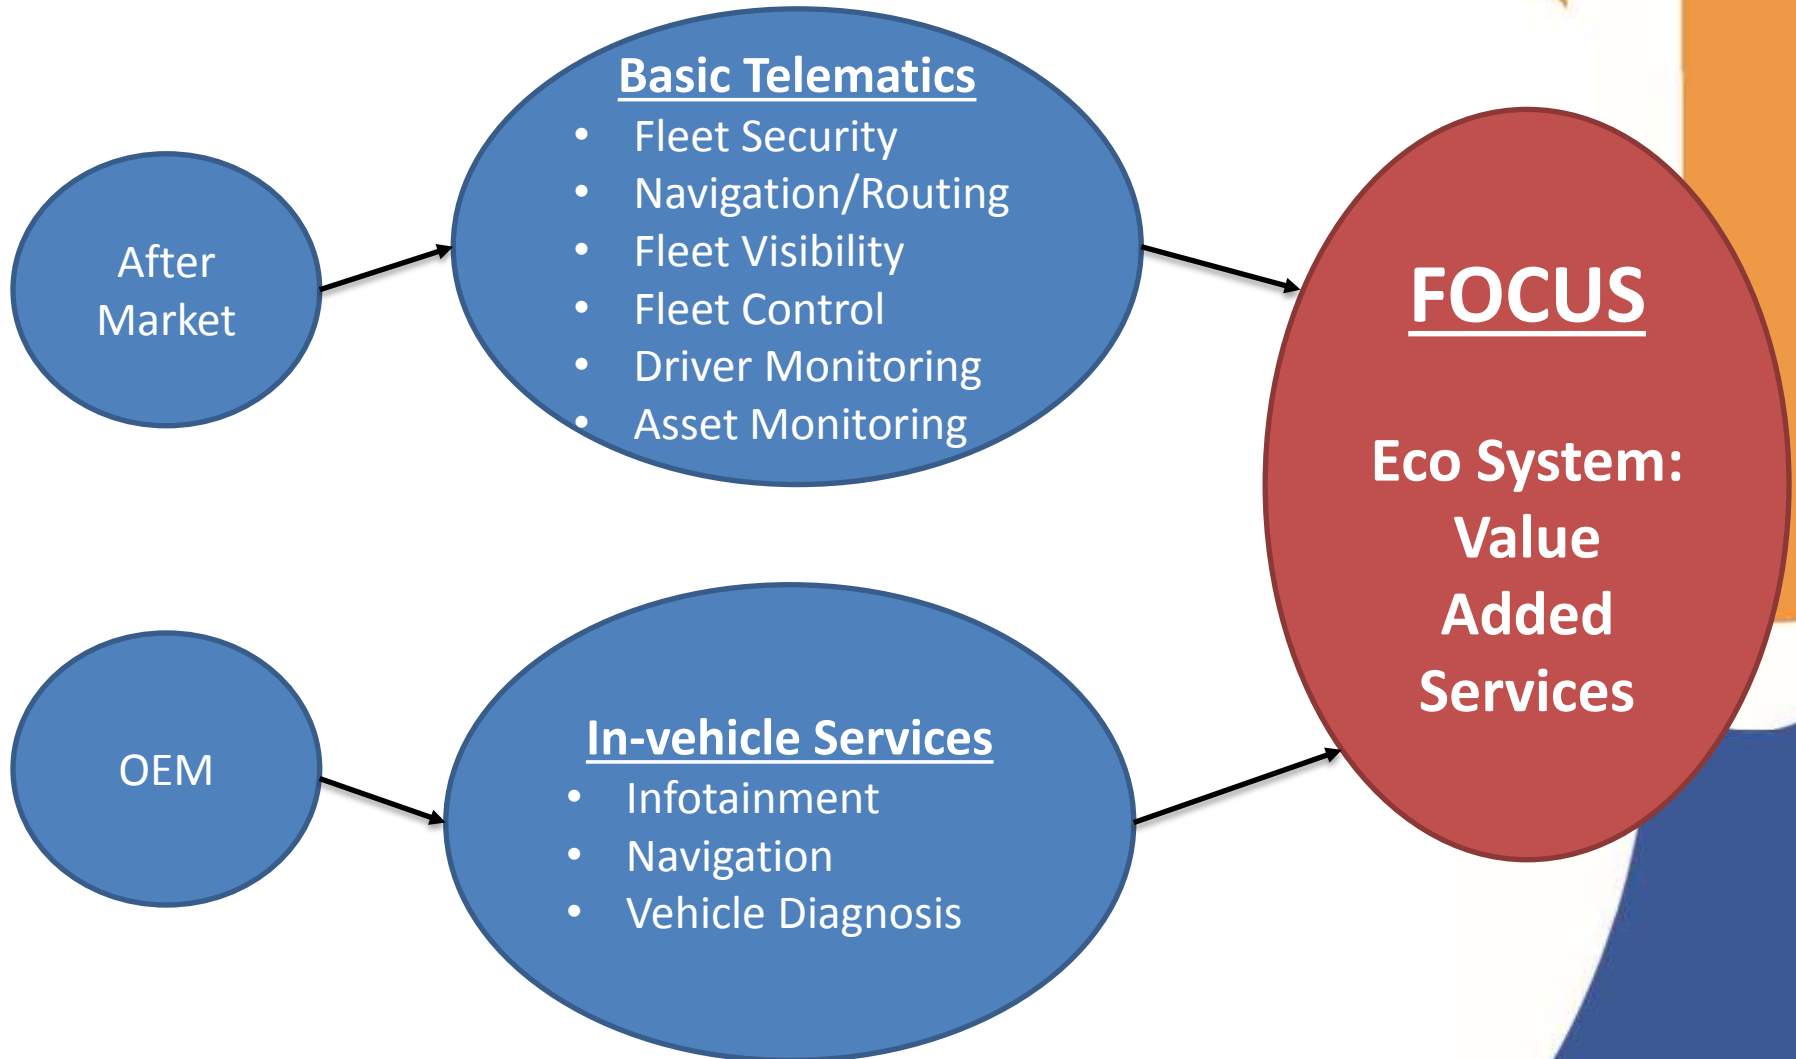 After
Market
Basic Telematics
• Fleet Security
• Navigation/Routing
• Fleet Visibility
• Fleet Control
• Driver Monitoring
• Asset Monitoring
OEM
In-vehicle Services
• Infotainment
• Navigation
• Vehicle Diagnosis
FOCUS
Eco System:
Value
Added
Services